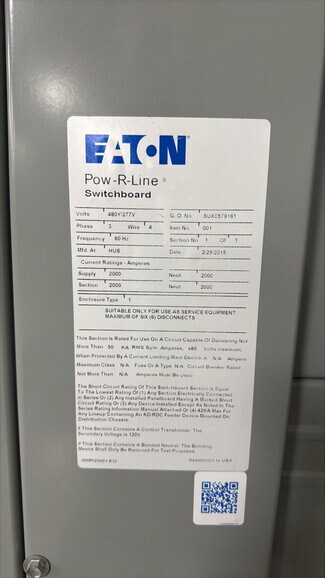 EATON
Pow-R-Line®
Switchboard
Volts 480Y/277V G.O. No. SUX0579161
Phase 3 Wire 4 Item No. 001
Frequency 60 Hz Section No. 1 Of 1
Mfd. At HUS Date 2/25/2015
Current Ratings - Amperes
Supply 2000 Neut 2000
Section 2000 Neut 2000
Enclosure Type 1
SUITABLE ONLY FOR USE AS SERVICE EQUIPMENT
MAXIMUM OF SIX (6) DISCONNECTS
This Section Is Rated For Use On A Circuit Capable Of Delivering Not
More Than 50 KA RMS Sym Amperes, 480 Volts maximum.
When Protected By A Current Limiting Main Device, A N/A Ampere
Maximum Class N/A Fuse Or A Type N/A Circuit Breaker Rated
Not More Than N/A Amperes Must Be Used.
The Short Circuit Rating Of This Switchboard Section Is Equal
To The Lowest Rating Of (1) Any Section Electrically Connected
In Series Or (2) Any Installed Panelboard Having A Marked Short
Circuit Rating Or (3) Any Device Installed Except As Noted In The
Series Rating Information Manual Attached Or (4) 42KA Max For
Any Lineup Containing An RD RDC Feeder Device Mounted On
Distribution Chassis.
If This Section Contains A Control Transformer, The
Secondary Voltage is 120V
If This Section Contains A Bonded Neutral, The Bonding
Means Shall Only Be Removed For Test Purposes
Assembled In USA